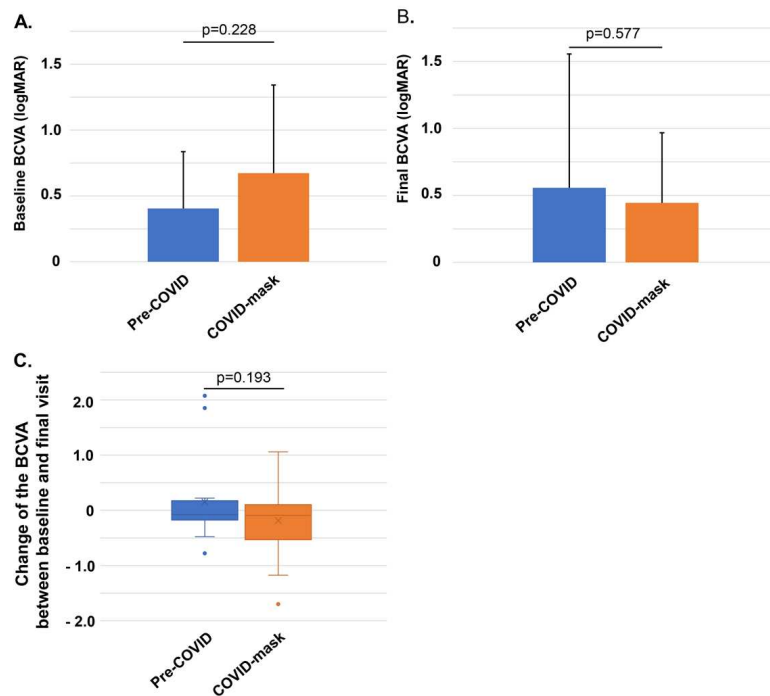 A.
p=0.228
Baseline BCVA (logMAR)
1.5
1.0
0.5
0
Pre-COVID
COVID-mask
B.
p=0.577
Final BCVA (logMAR)
1.5
1.0
0.5
0
Pre-COVID
COVID-mask
C.
p=0.193
Change of the BCVA
between baseline and final visit
2.0
1.0
0
- 1.0
- 2.0
Pre-COVID
COVID-mask